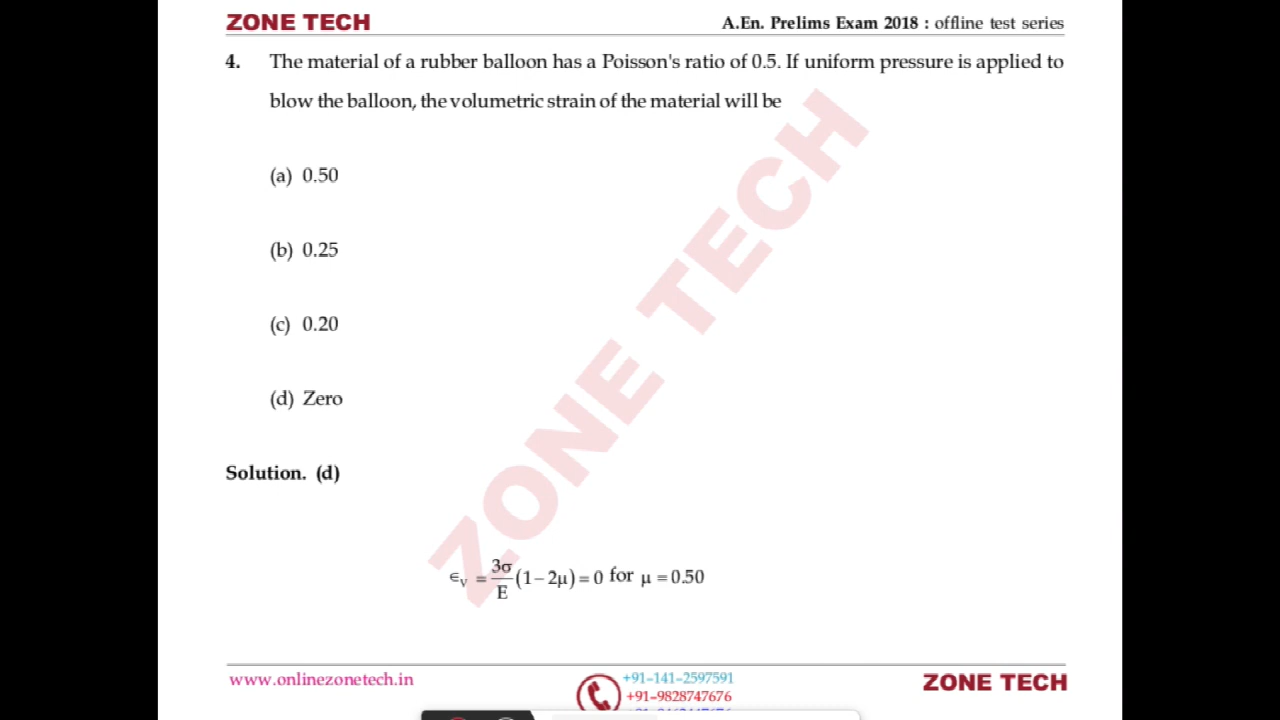 ZONE TECH
A.En. Prelims Exam 2018 : offline test series
4. The material of a rubber balloon has a Poisson's ratio of 0.5. If uniform pressure is applied to
blow the balloon, the volumetric strain of the material will be
(a) 0.50
(b) 0.25
(c) 0.20
(d) Zero
Solution. (d)
∈v = 3σ/E (1 − 2μ) = 0 for μ = 0.50
ZONE TECH
www.onlinezonetech.in
+91-141-2597591
+91-9828747676
ZONE TECH